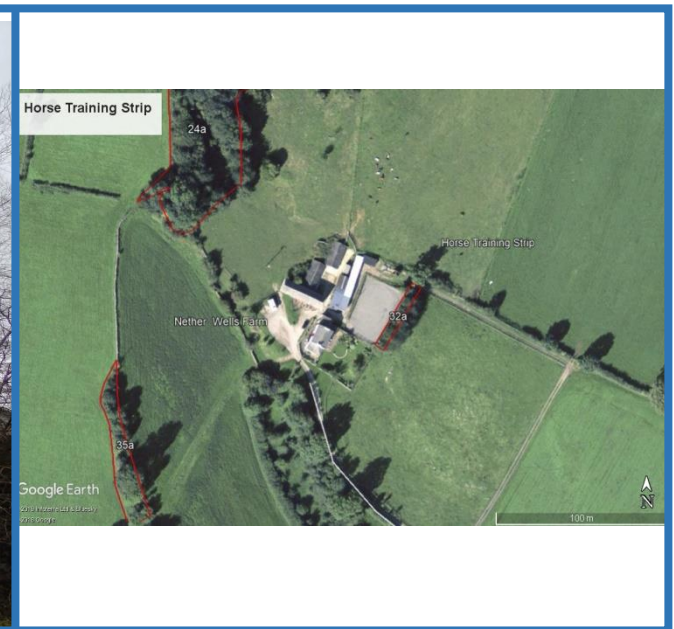 Horse Training Strip
24a
Horse Training Strip
Nether Wells Farm
32a
35a
Google Earth
100 m
N